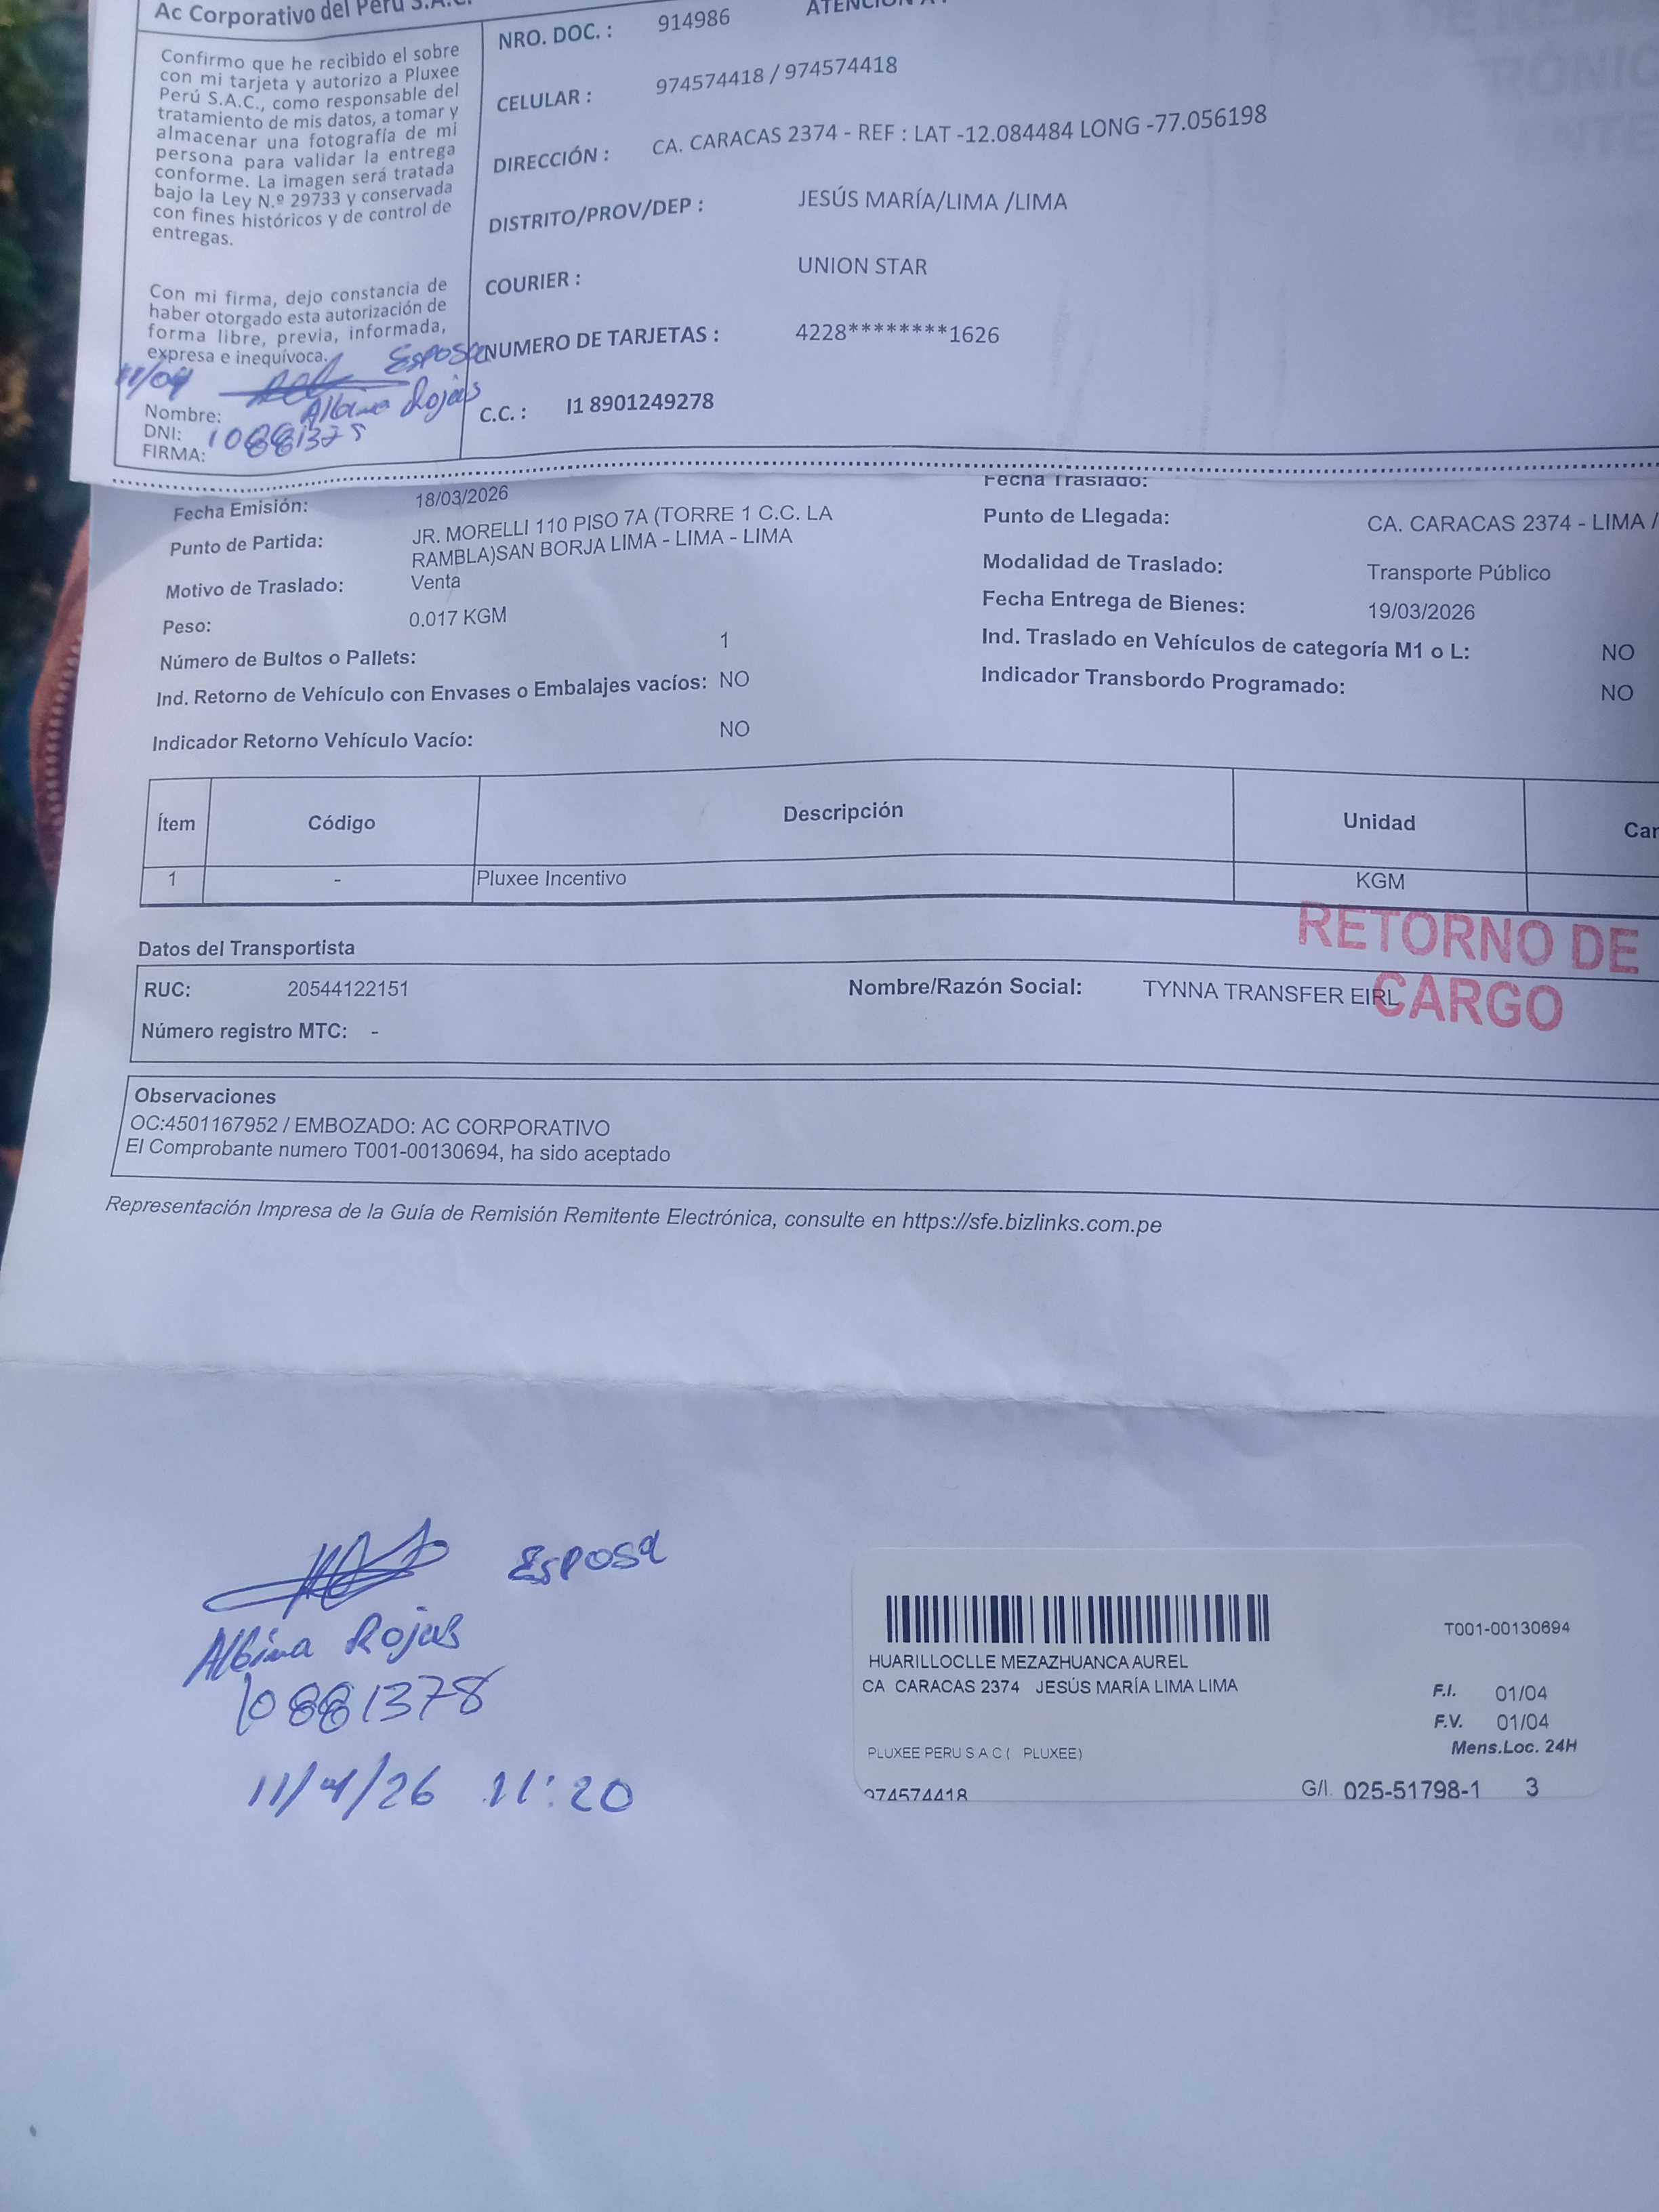 Ac Corporativo del Perú S.A.C.
Confirmo que he recibido el sobre
con mi tarjeta y autorizo a Pluxee
Perú S.A.C., como responsable del
tratamiento de mis datos, a tomar y
almacenar una fotografía de mi
persona para validar la entrega
conforme. La imagen será tratada
bajo la Ley N.º 29733 y conservada
con fines históricos y de control de
entregas.
Con mi firma, dejo constancia de
haber otorgado esta autorización de
forma libre, previa, informada,
expresa e inequívoca.
11/04 Esposa
Nombre: Albina Rojas
DNI: 10881378
FIRMA:
NRO. DOC. : 914986
CELULAR : 974574418 / 974574418
DIRECCIÓN : CA. CARACAS 2374 - REF : LAT -12.084484 LONG -77.056198
DISTRITO/PROV/DEP : JESÚS MARÍA/LIMA /LIMA
COURIER : UNION STAR
NUMERO DE TARJETAS : 4228********1626
C.C. : I1 8901249278
Fecha Emisión: 18/03/2026
Punto de Partida: JR. MORELLI 110 PISO 7A (TORRE 1 C.C. LA
RAMBLA)SAN BORJA LIMA - LIMA - LIMA
Motivo de Traslado: Venta
Peso: 0.017 KGM
Número de Bultos o Pallets: 1
Ind. Retorno de Vehículo con Envases o Embalajes vacíos: NO
Indicador Retorno Vehículo Vacío: NO
Fecha Traslado:
Punto de Llegada: CA. CARACAS 2374 - LIMA /
Modalidad de Traslado: Transporte Público
Fecha Entrega de Bienes: 19/03/2026
Ind. Traslado en Vehículos de categoría M1 o L: NO
Indicador Transbordo Programado: NO
Ítem Código Descripción Unidad
1 - Pluxee Incentivo KGM
RETORNO DE
CARGO
Datos del Transportista
RUC: 20544122151 Nombre/Razón Social: TYNNA TRANSFER EIRL
Número registro MTC: -
Observaciones
OC:4501167952 / EMBOZADO: AC CORPORATIVO
El Comprobante numero T001-00130694, ha sido aceptado
Representación Impresa de la Guía de Remisión Remitente Electrónica, consulte en https://sfe.bizlinks.com.pe
Esposa
Albina Rojas
10881378
11/4/26 11:20
T001-00130694
HUARILLOCLLE MEZAZHUANCA AUREL
CA CARACAS 2374 JESÚS MARÍA LIMA LIMA
F.I. 01/04
F.V. 01/04
Mens.Loc. 24H
PLUXEE PERU S A C ( PLUXEE)
974574418
G/I. 025-51798-1 3